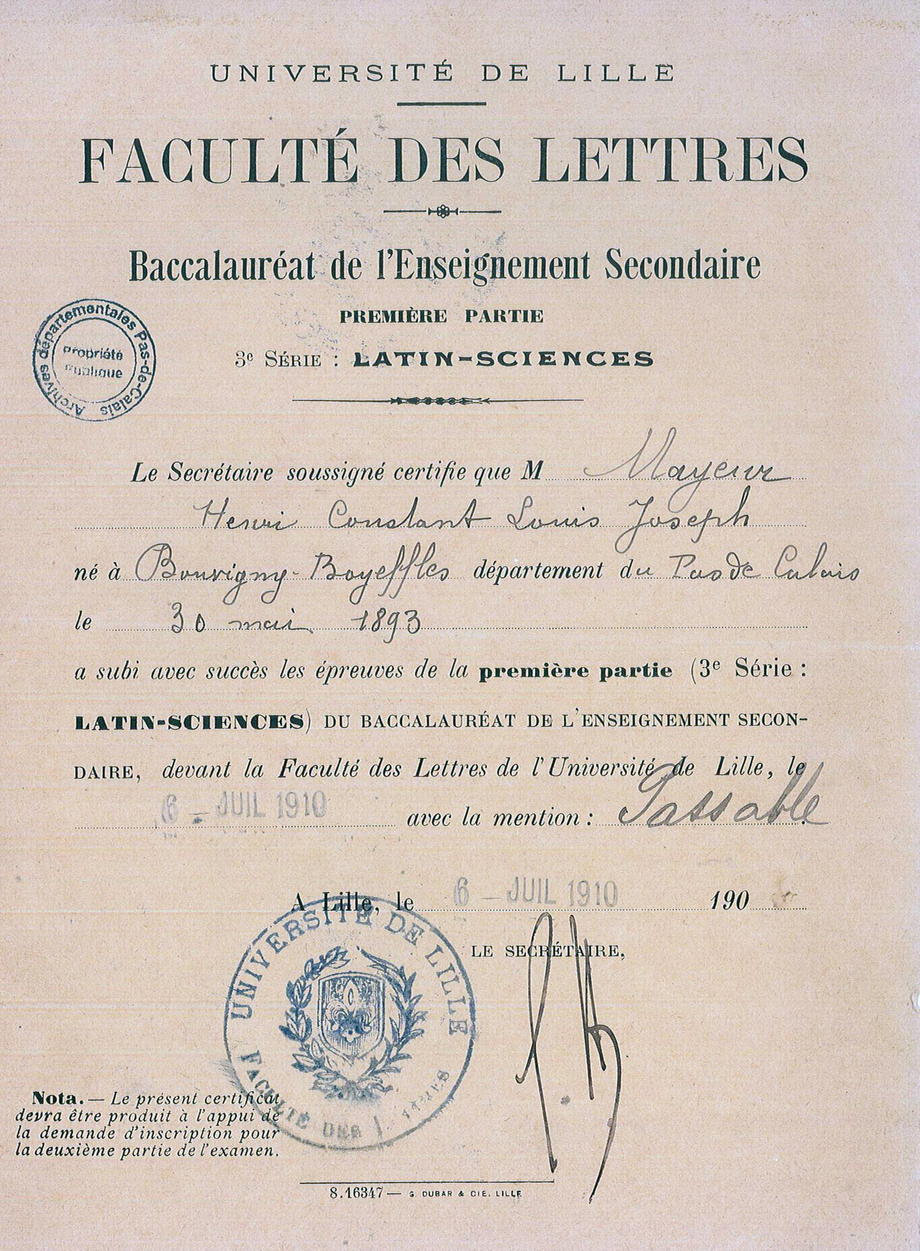 UNIVERSITÉ DE LILLE
FACULTÉ DES LETTRES
Baccalauréat de l'Enseignement Secondaire
PREMIÈRE PARTIE
3e SÉRIE : LATIN-SCIENCES
Archives départementales Pas-de-Calais
Propriété
Publique
Le Secrétaire soussigné certifie que M Mayeur
Henri Constant Louis Joseph
né à Bouvigny-Boyeffles département du Pas de Calais
le 30 mai 1893
a subi avec succès les épreuves de la première partie (3e Série :
LATIN-SCIENCES) DU BACCALAURÉAT DE L'ENSEIGNEMENT SECON-
DAIRE, devant la Faculté des Lettres de l'Université de Lille, le
6 - JUIL 1910 avec la mention : Passable
A Lille, le 6 - JUIL 1910 190
LE SECRÉTAIRE,
UNIVERSITÉ DE LILLE
FACULTÉ DES LETTRES
Nota. — Le présent certificat
devra être produit à l'appui de
la demande d'inscription pour
la deuxième partie de l'examen.
8.16347 — G. DUBAR & CIE. LILLE